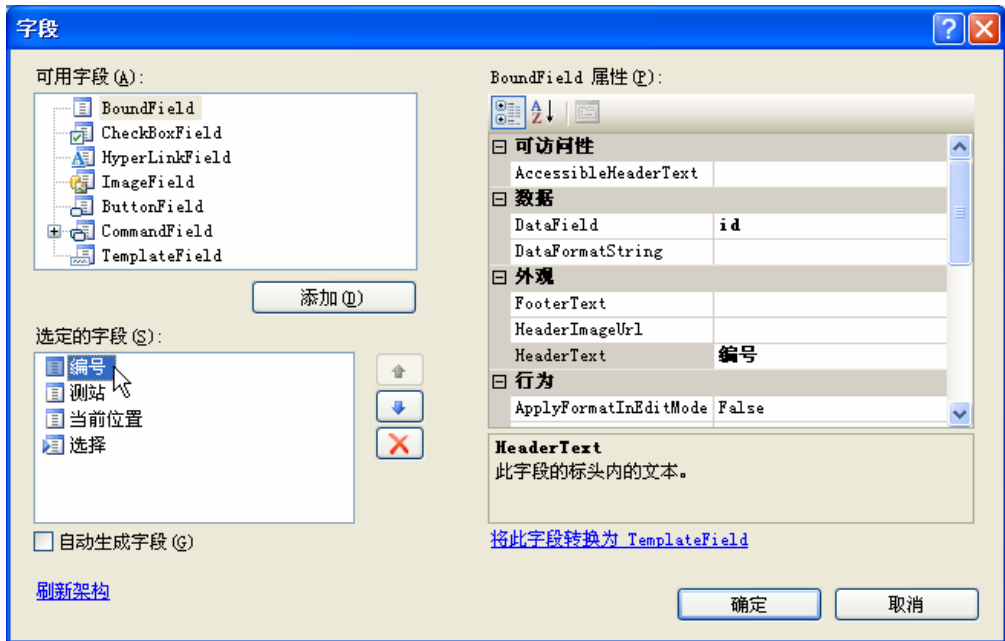 字段
可用字段(A):
BoundField
CheckBoxField
HyperLinkField
ImageField
ButtonField
CommandField
TemplateField
添加(D)
选定的字段(S):
编号
测站
当前位置
选择
自动生成字段(G)
刷新架构
BoundField 属性(P):
可访问性
AccessibleHeaderText
数据
DataField id
DataFormatString
外观
FooterText
HeaderImageUrl
HeaderText 编号
行为
ApplyFormatInEditMode False
HeaderText
此字段的标头内的文本。
将此字段转换为 TemplateField
确定
取消